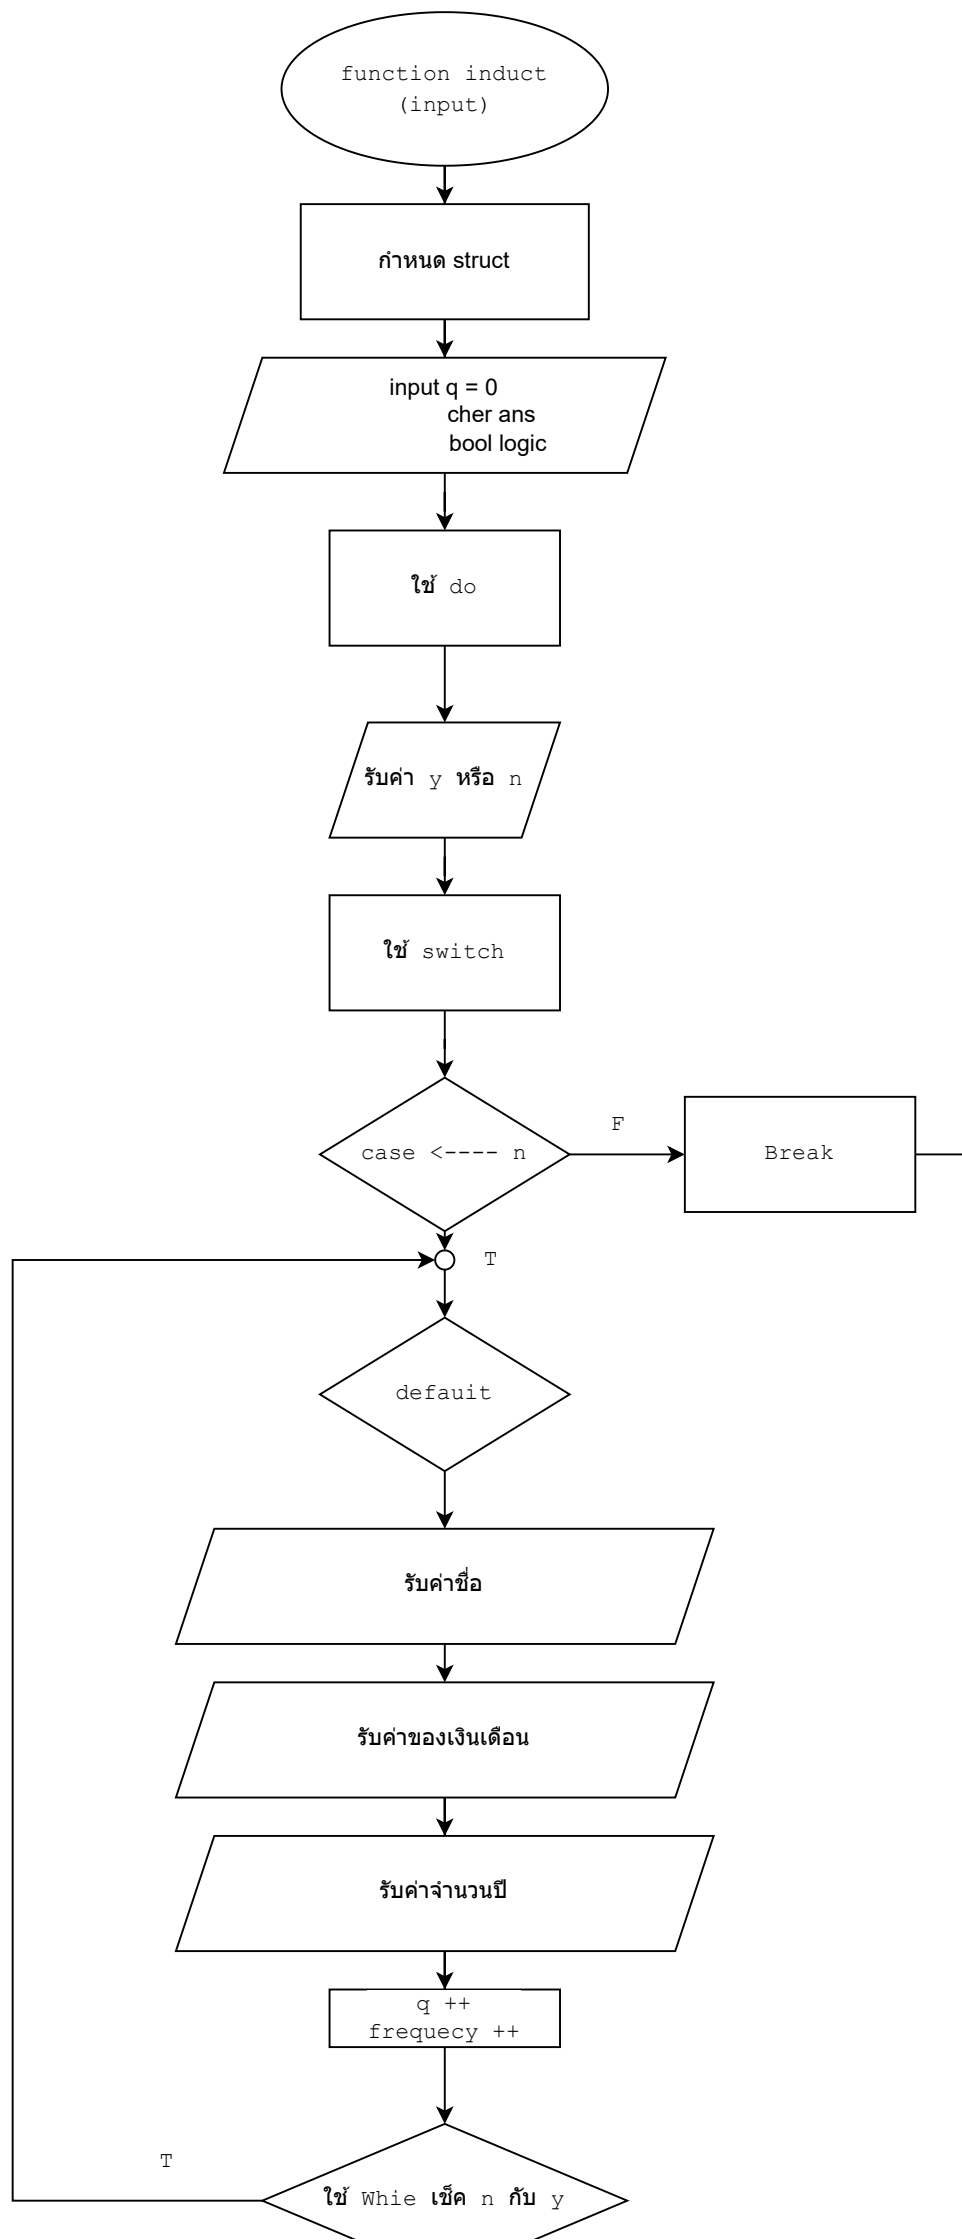 function induct
(input)
กำหนด struct
input q = 0
cher ans
bool logic
ใช้ do
รับค่า y หรือ n
ใช้ switch
case <---- n
F
Break
T
defauit
รับค่าชื่อ
รับค่าของเงินเดือน
รับค่าจำนวนปี
q ++
frequecy ++
T
ใช้ Whie เช็ค n กับ y